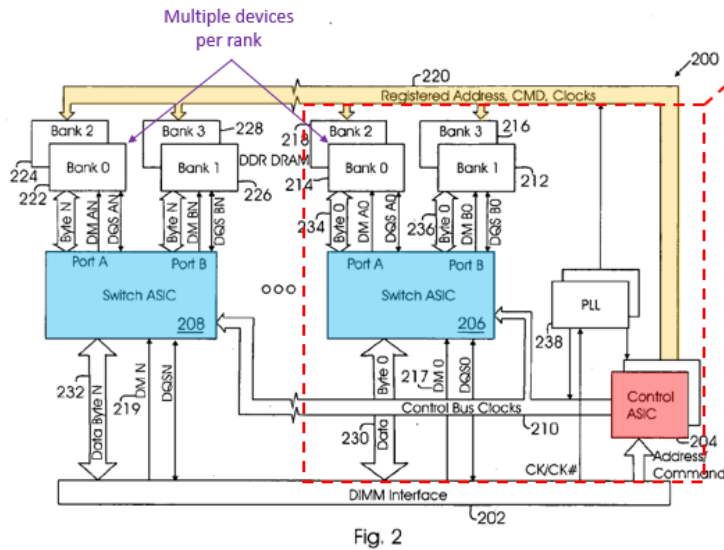 Multiple devices
per rank
200
220
Registered Address, CMD, Clocks
Bank 2
Bank 3
228
218
Bank 2
Bank 3
216
Bank 0
Bank 1
DDR DRAM
Bank 0
Bank 1
224
222
226
214
212
Byte N
DM AN
DQS AN
Byte N
DM BN
DQS BN
234
Byte 0
DM A0
DQS A0
236
Byte 0
DM B0
DQS B0
Port A
Port B
Port A
Port B
Switch ASIC
208
Switch ASIC
206
PLL
238
232
Data Byte N
219
DM N
DQSN
230
Data Byte 0
217
DM 0
DQS0
Control Bus Clocks
210
Control
ASIC
204
Address/
Command
CK/CK#
DIMM Interface
202
Fig. 2